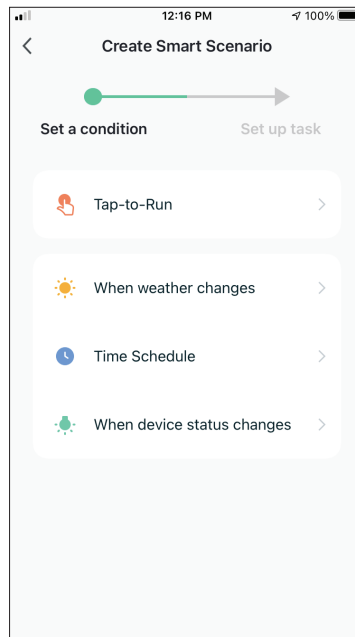 12:16 PM
100%
Create Smart Scenario
Set a condition
Set up task
Tap-to-Run
When weather changes
Time Schedule
When device status changes